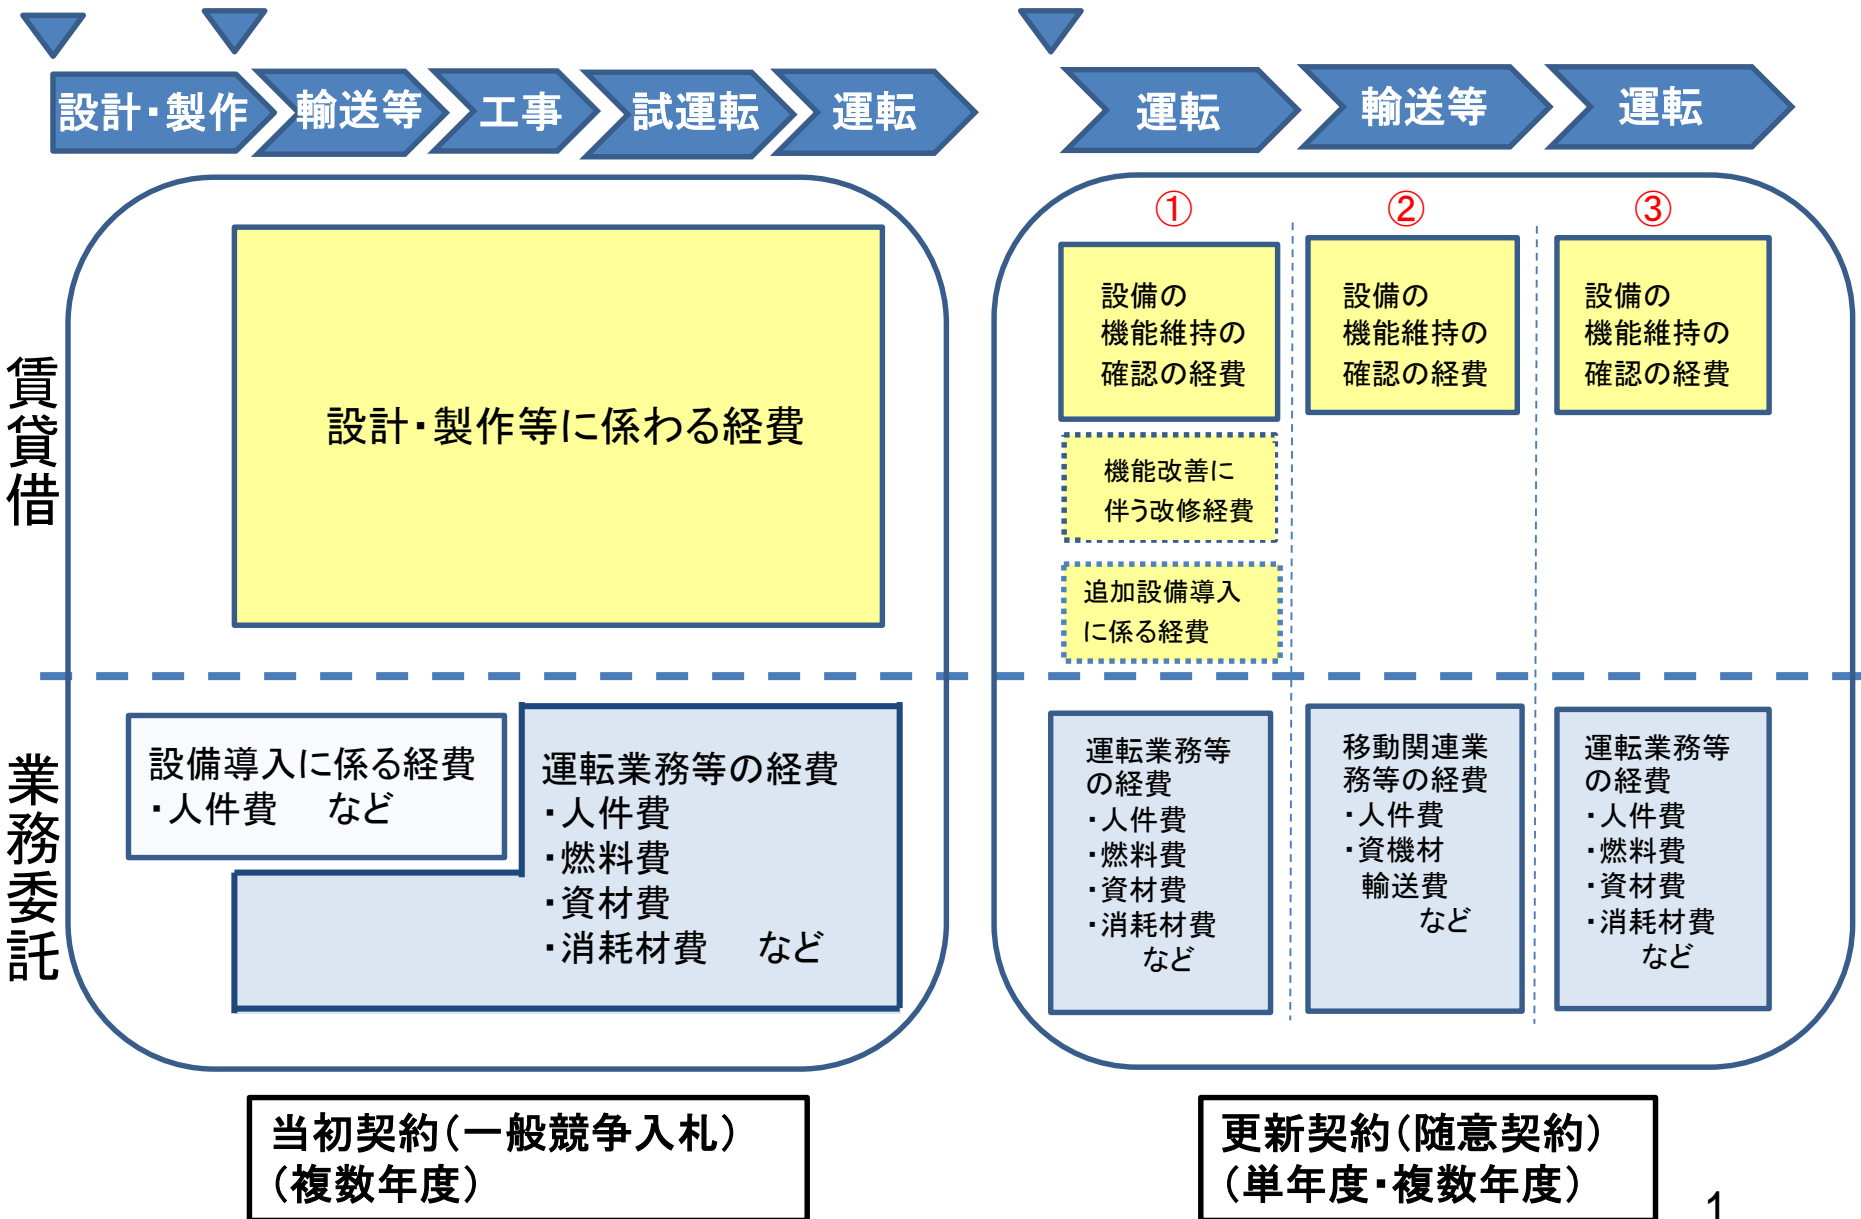 設計・製作
輸送等
工事
試運転
運転
運転
輸送等
運転
賃貸借
設計・製作等に係わる経費
①
設備の
機能維持の
確認の経費
機能改善に
伴う改修経費
追加設備導入
に係る経費
②
設備の
機能維持の
確認の経費
③
設備の
機能維持の
確認の経費
業務委託
設備導入に係る経費
・人件費 など
運転業務等の経費
・人件費
・燃料費
・資材費
・消耗材費 など
運転業務等
の経費
・人件費
・燃料費
・資材費
・消耗材費
など
移動関連業
務等の経費
・人件費
・資機材
輸送費
など
運転業務等
の経費
・人件費
・燃料費
・資材費
・消耗材費
など
当初契約(一般競争入札)
(複数年度)
更新契約(随意契約)
(単年度・複数年度)
1